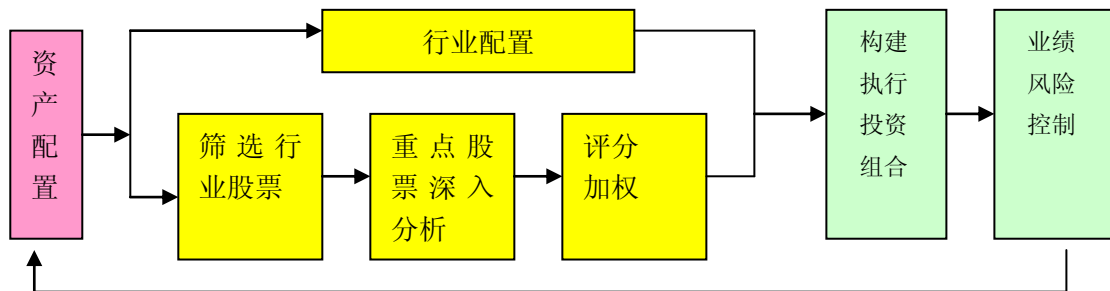 资
产
配
置
行业配置
筛选行
业股票
重点股
票深入
分析
评分
加权
构建
执行
投资
组合
业绩
风险
控制